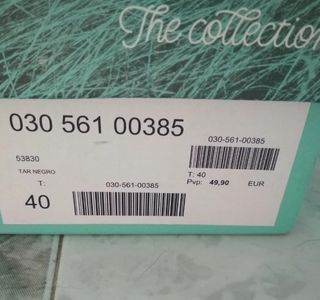 The collection
030 561 00385
030-561-00385
53830
TAR NEGRO
T:
40
030-561-00385
T: 40
Pvp: 49,90 EUR